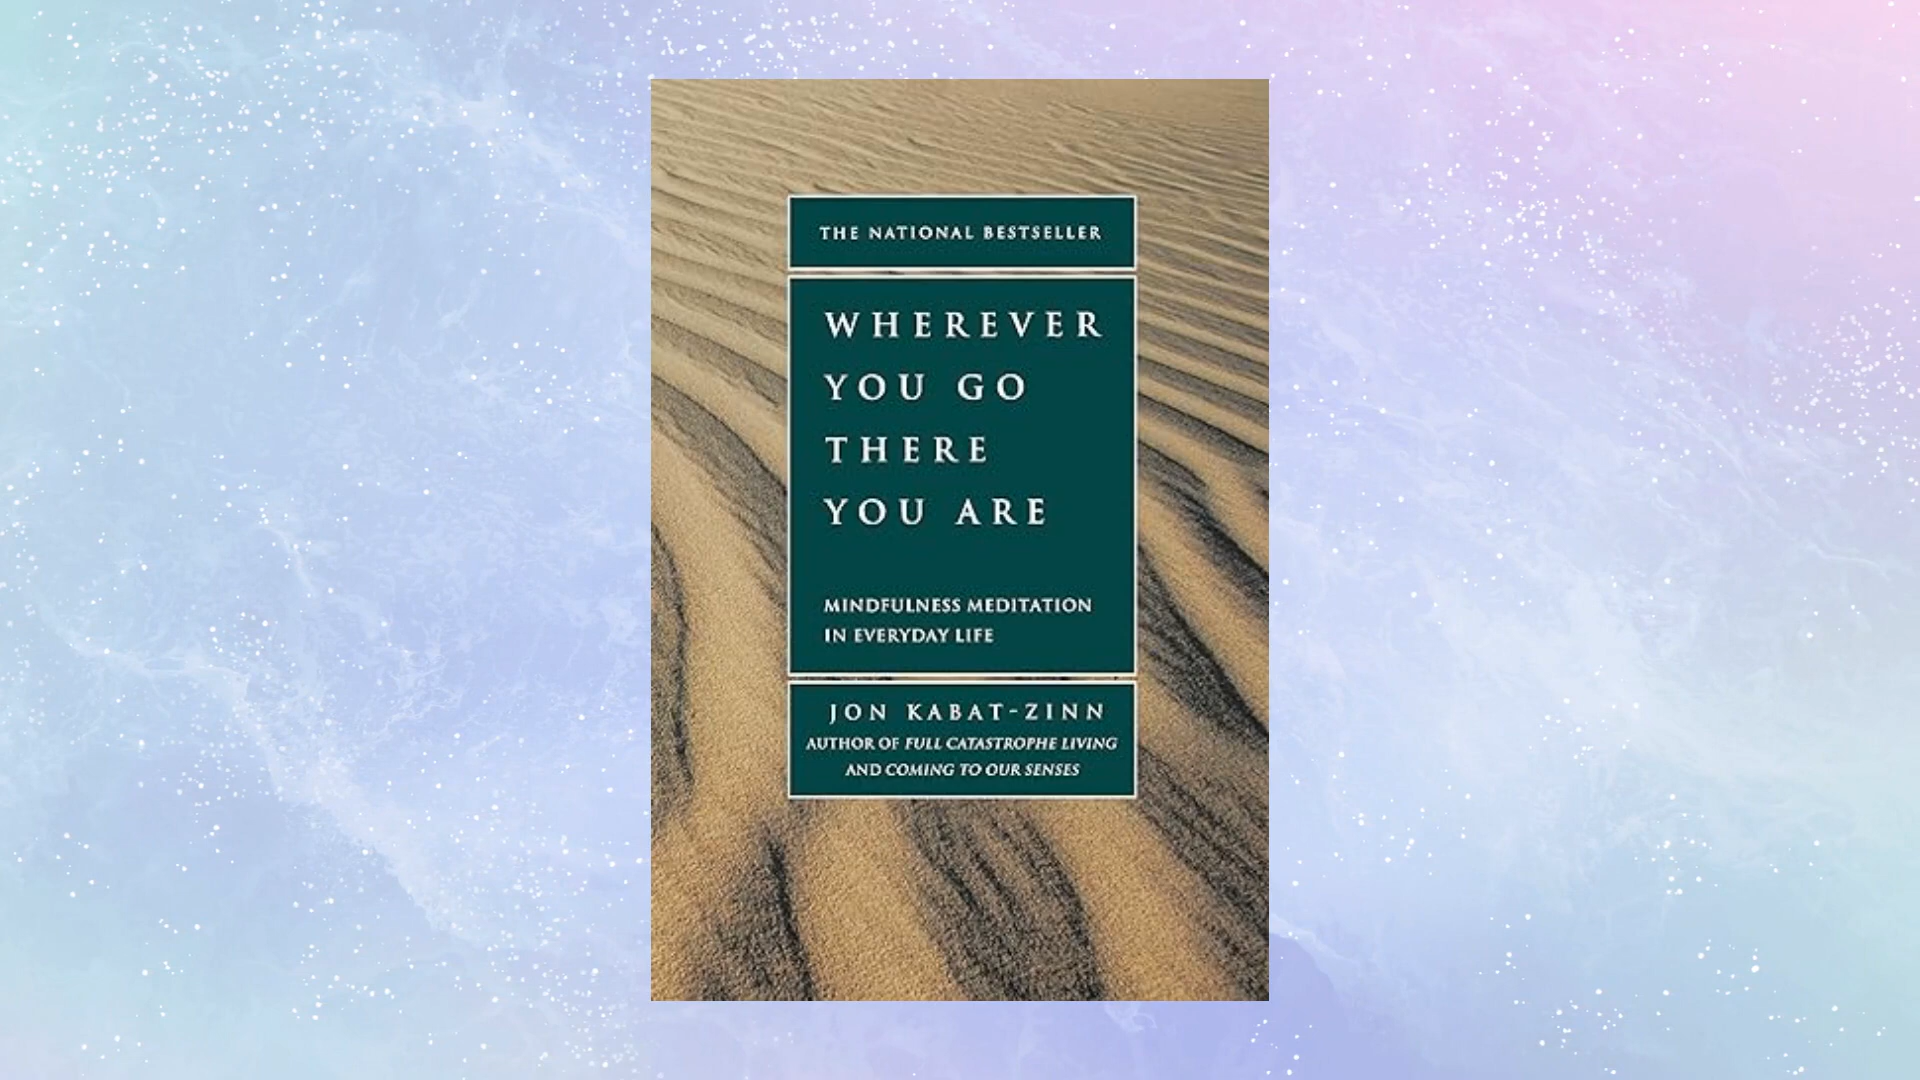 THE NATIONAL BESTSELLER
WHEREVER
YOU GO
THERE
YOU ARE
MINDFULNESS MEDITATION
IN EVERYDAY LIFE
JON KABAT-ZINN
AUTHOR OF FULL CATASTROPHE LIVING
AND COMING TO OUR SENSES